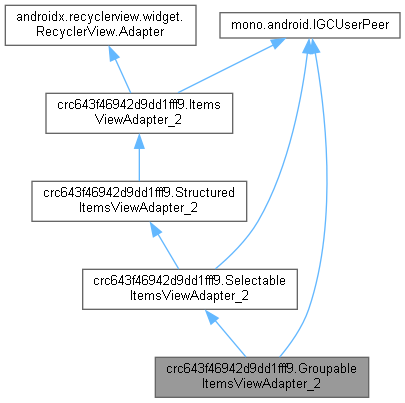 androidx.recyclerview.widget.
RecyclerView.Adapter
mono.android.IGCUserPeer
crc643f46942d9dd1fff9.Items
ViewAdapter_2
crc643f46942d9dd1fff9.Structured
ItemsViewAdapter_2
crc643f46942d9dd1fff9.Selectable
ItemsViewAdapter_2
crc643f46942d9dd1fff9.Groupable
ItemsViewAdapter_2